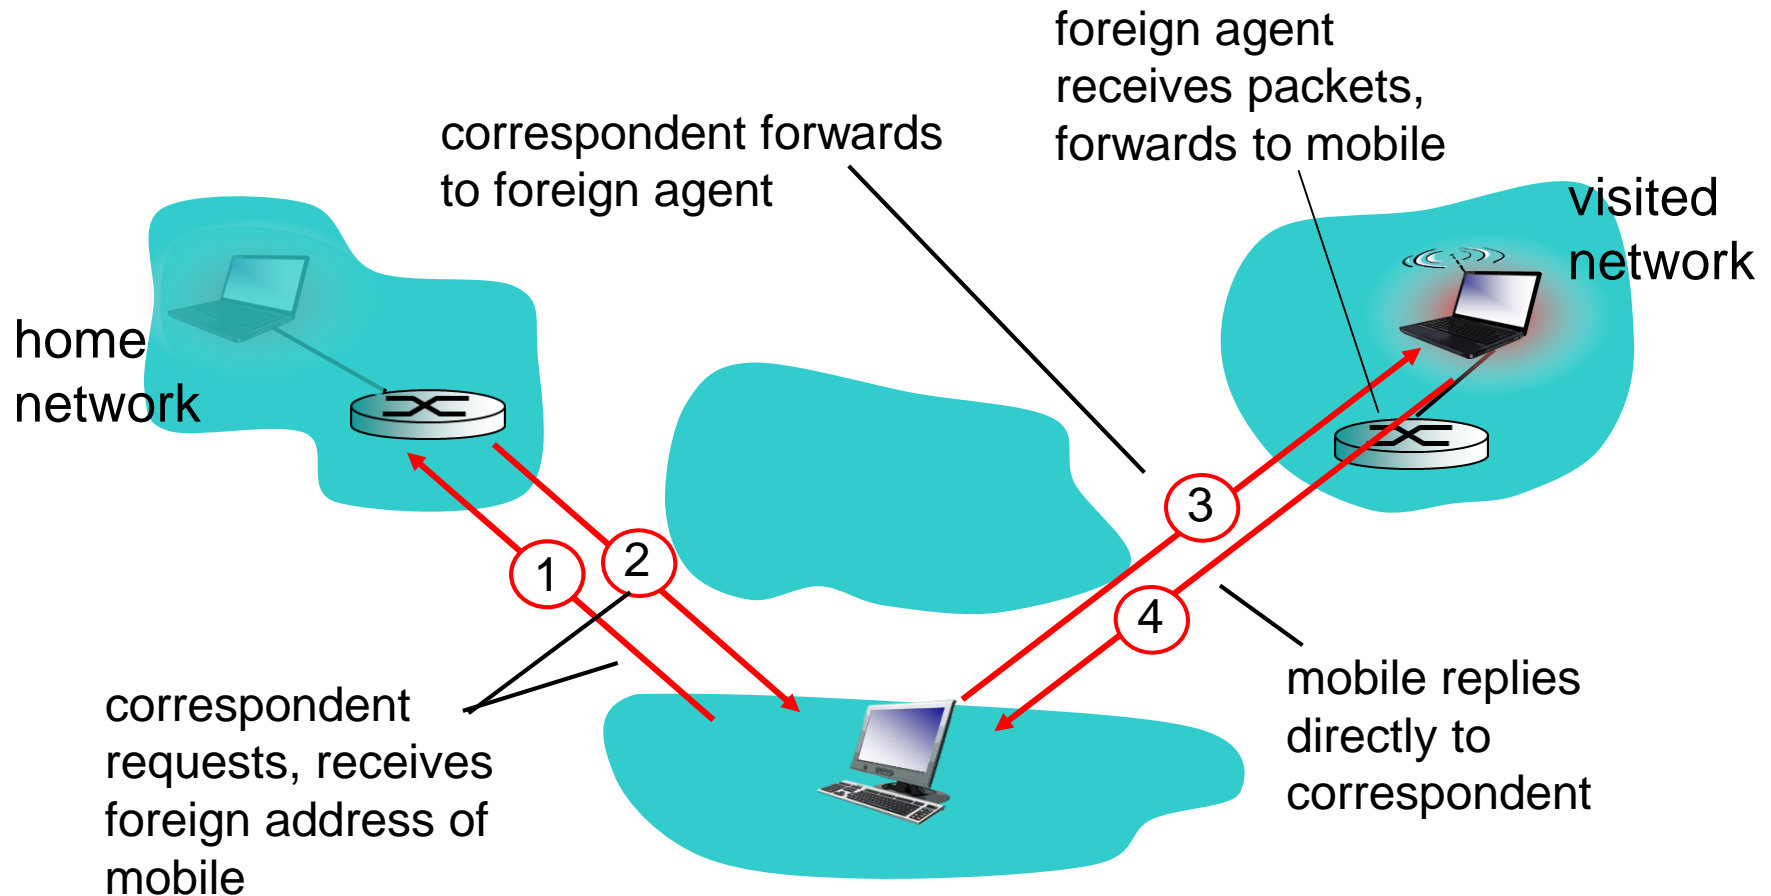 foreign agent
receives packets,
forwards to mobile
correspondent forwards
to foreign agent
visited
network
home
network
3
2
1
4
correspondent
requests, receives
foreign address of
mobile
mobile replies
directly to
correspondent